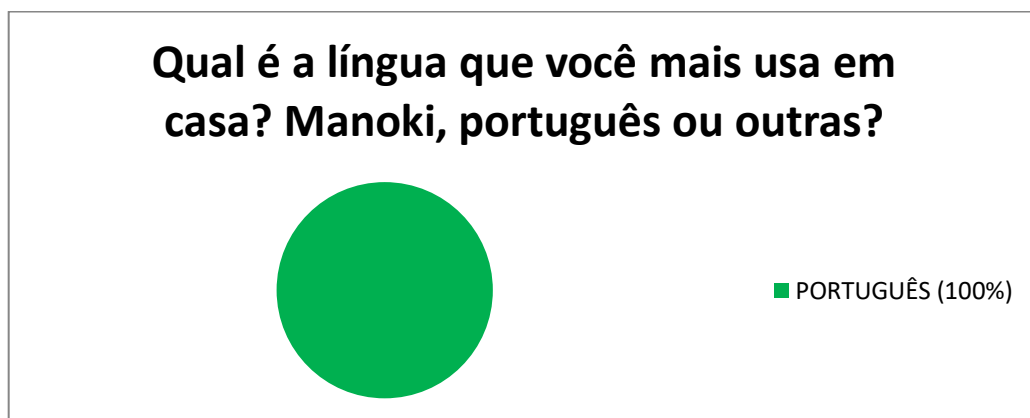 Qual é a língua que você mais usa em
casa? Manoki, português ou outras?
PORTUGUÊS (100%)